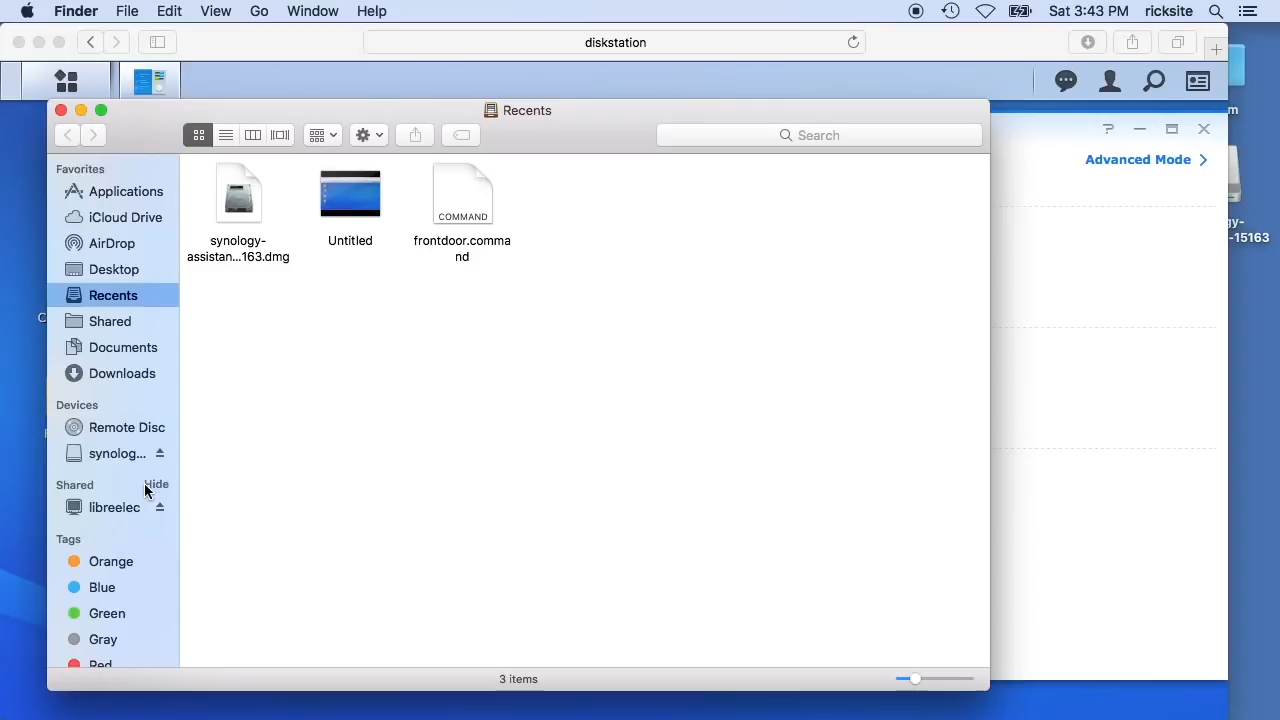 Finder File Edit View Go Window Help Sat 3:43 PM ricksite
diskstation
Recents
Search
? 
Advanced Mode
Favorites
Applications
iCloud Drive
AirDrop
Desktop
Recents
Shared
Documents
Downloads
Devices
Remote Disc
synolog...
Shared Hide
libreelec
Tags
Orange
Blue
Green
Gray
Red
synology-
assistan...163.dmg
Untitled
COMMAND
frontdoor.comma
nd
3 items
-15163